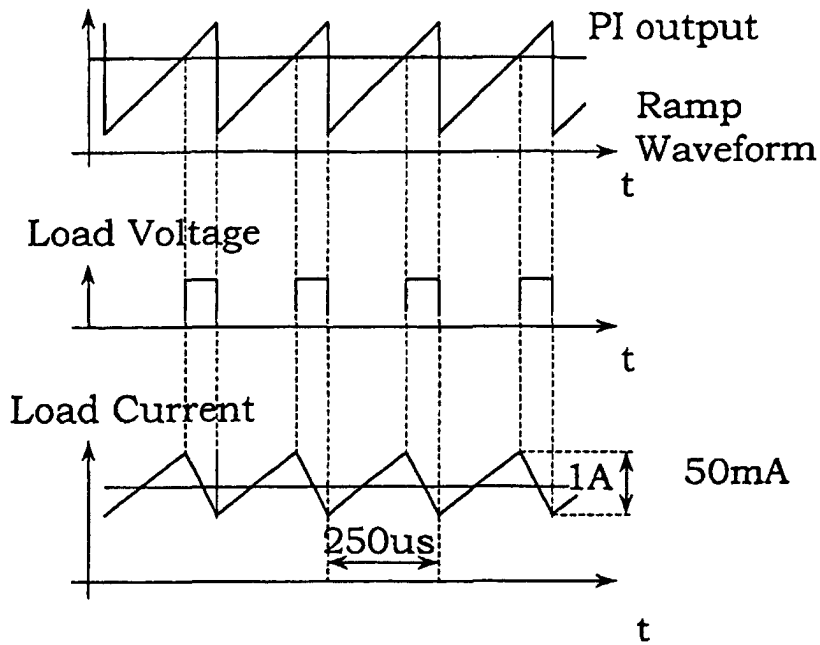 PI output
Ramp
Waveform
t
Load Voltage
t
Load Current
1A
50mA
250us
t